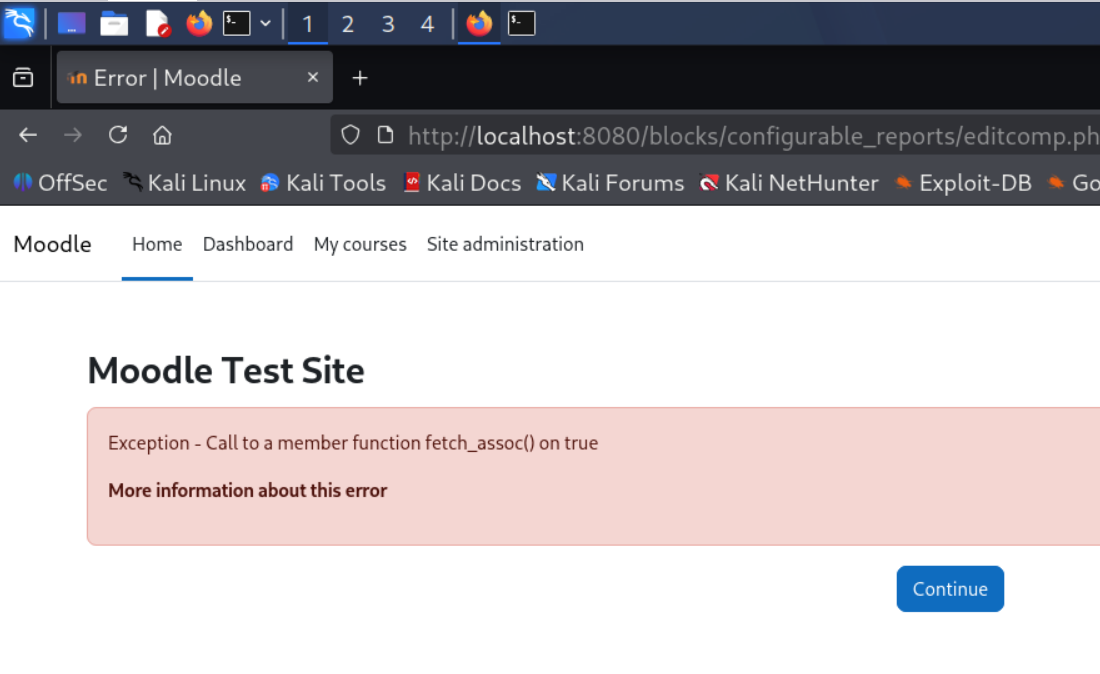 1 2 3 4
Error | Moodle
http://localhost:8080/blocks/configurable_reports/editcomp.ph
OffSec Kali Linux Kali Tools Kali Docs Kali Forums Kali NetHunter Exploit-DB Go
Moodle Home Dashboard My courses Site administration
Moodle Test Site
Exception - Call to a member function fetch_assoc() on true
More information about this error
Continue